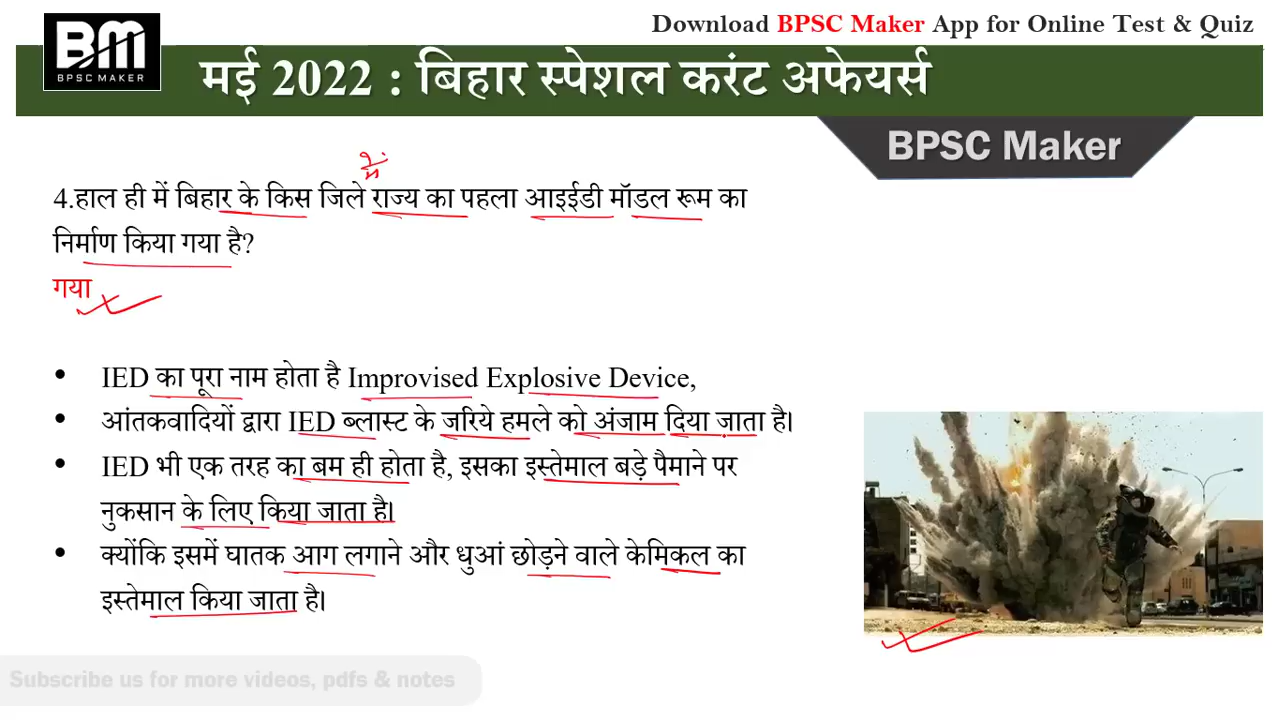 Download BPSC Maker App for Online Test & Quiz
BM
BPSC MAKER
मई 2022 : बिहार स्पेशल करंट अफेयर्स
BPSC Maker
में
4.हाल ही में बिहार के किस जिले राज्य का पहला आइईडी मॉडल रूम का
निर्माण किया गया है?
गया
• IED का पूरा नाम होता है Improvised Explosive Device,
• आंतकवादियों द्वारा IED ब्लास्ट के जरिये हमले को अंजाम दिया जाता है।
• IED भी एक तरह का बम ही होता है, इसका इस्तेमाल बड़े पैमाने पर
नुकसान के लिए किया जाता है।
• क्योंकि इसमें घातक आग लगाने और धुआं छोड़ने वाले केमिकल का
इस्तेमाल किया जाता है।
Subscribe us for more videos, pdfs & notes